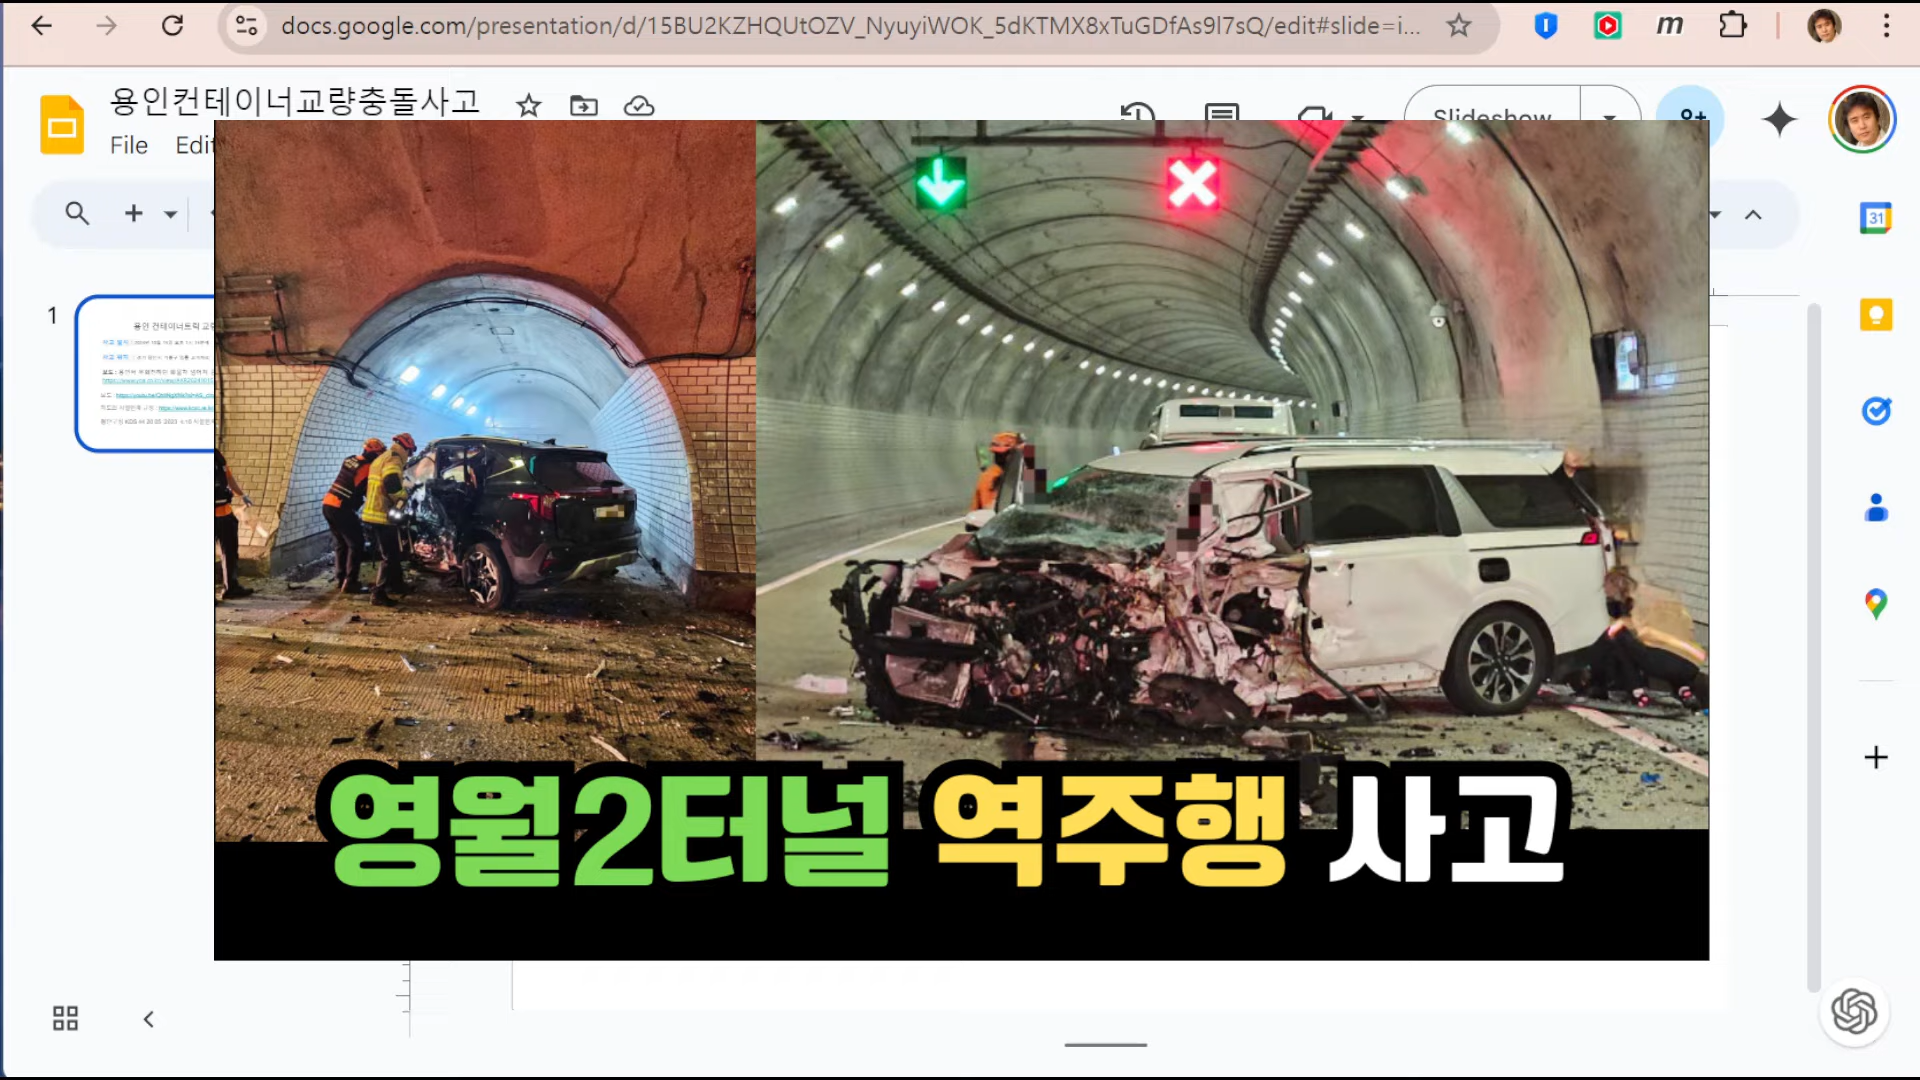 docs.google.com/presentation/d/15BU2KZHQUtOZV_NyuyiWOK_5dKTMX8xTuGDfAs9I7sQ/edit#slide=i...
m
용인컨테이너교량충돌사고
Slideshow
File Edit
31
1
영월2터널 역주행 사고